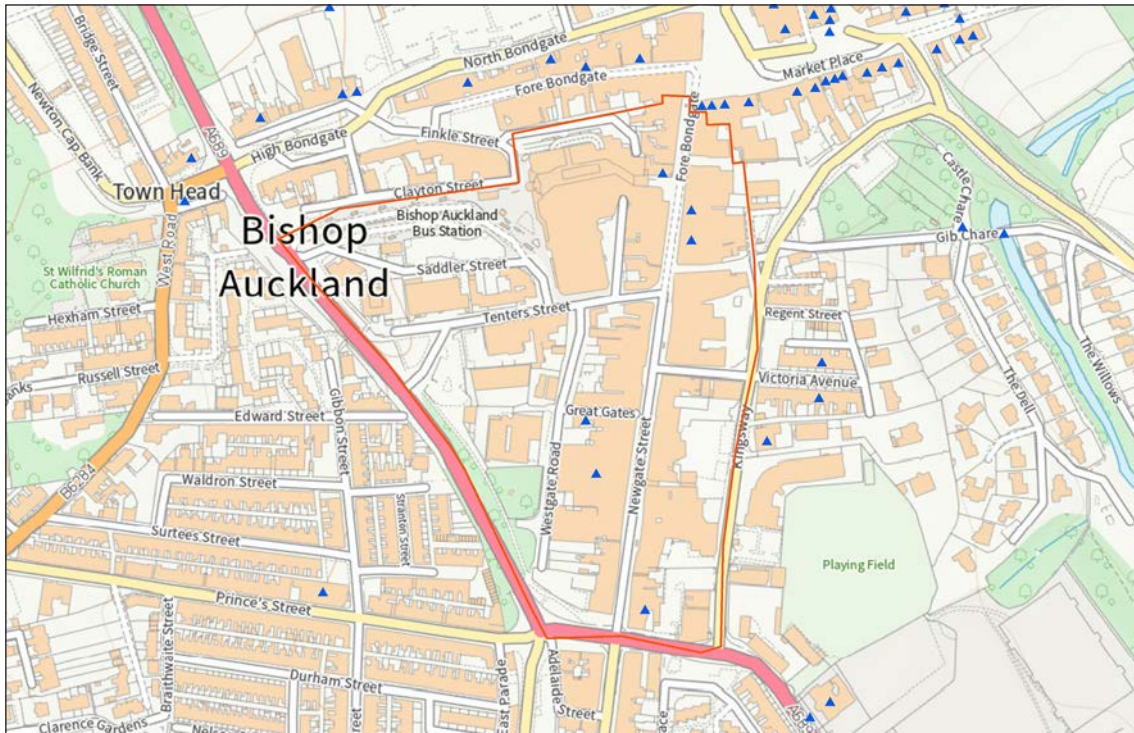 Bridge Street
Newton Cap Bank
A689
North Bondgate
Fore Bondgate
Market Place
High Bondgate
Finkle Street
Fore Bondgate
Castle Chare
Town Head
Clayton Street
West Road
Bishop
Auckland
Bishop Auckland
Bus Station
Gib Chare
St Wilfrid's Roman
Catholic Church
Saddler Street
Hexham Street
Tenters Street
Regent Street
The Willows
Russell Street
Gibbon Street
Victoria Avenue
The Dell
anks
Edward Street
Great Gates
Kingsway
B6284
Waldron Street
Westgate Road
Newgate Street
Stranton Street
Surtees Street
Playing Field
Prince's Street
Braithwaite Street
Durham Street
East Parade
Adelaide
Street
Clarence Gardens